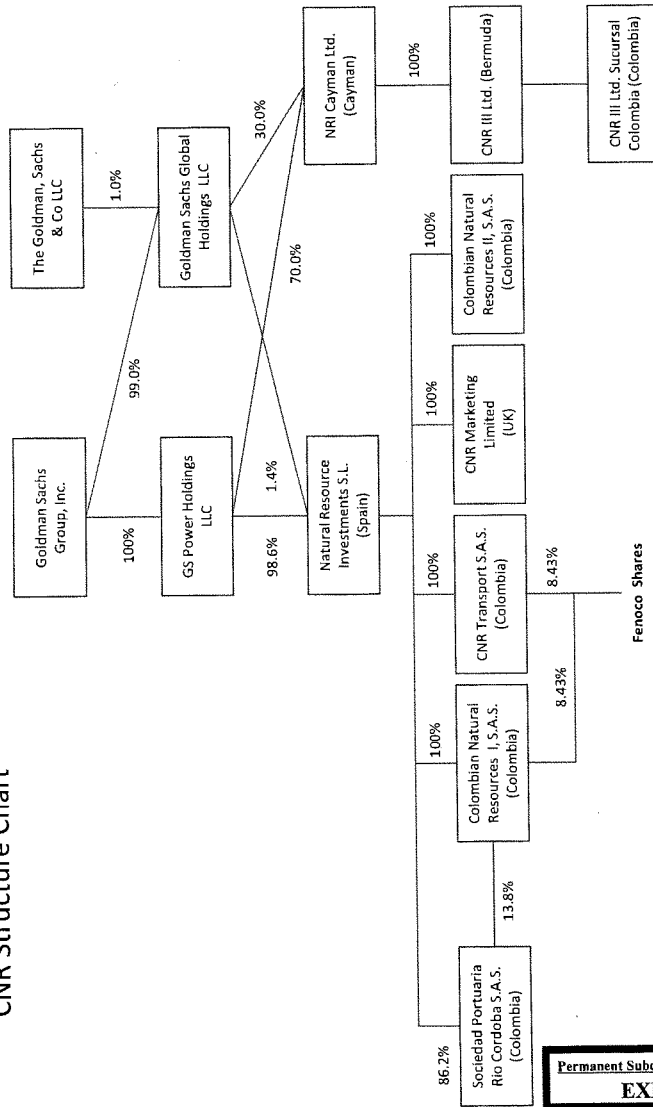 CNR Structure Chart
Goldman Sachs
Group, Inc.
The Goldman, Sachs
& Co LLC
100%
99.0%
1.0%
GS Power Holdings
LLC
Goldman Sachs Global
Holdings LLC
98.6%
1.4%
70.0%
30.0%
Natural Resource
Investments S.L.
(Spain)
NRI Cayman Ltd.
(Cayman)
100%
86.2%
100%
100%
100%
100%
Sociedad Portuaria
Rio Cordoba S.A.S.
(Colombia)
13.8%
Colombian Natural
Resources I, S.A.S.
(Colombia)
CNR Transport S.A.S.
(Colombia)
CNR Marketing
Limited
(UK)
Colombian Natural
Resources II, S.A.S.
(Colombia)
CNR III Ltd. (Bermuda)
8.43%
8.43%
Fenoco Shares
CNR III Ltd. Sucursal
Colombia (Colombia)
Permanent